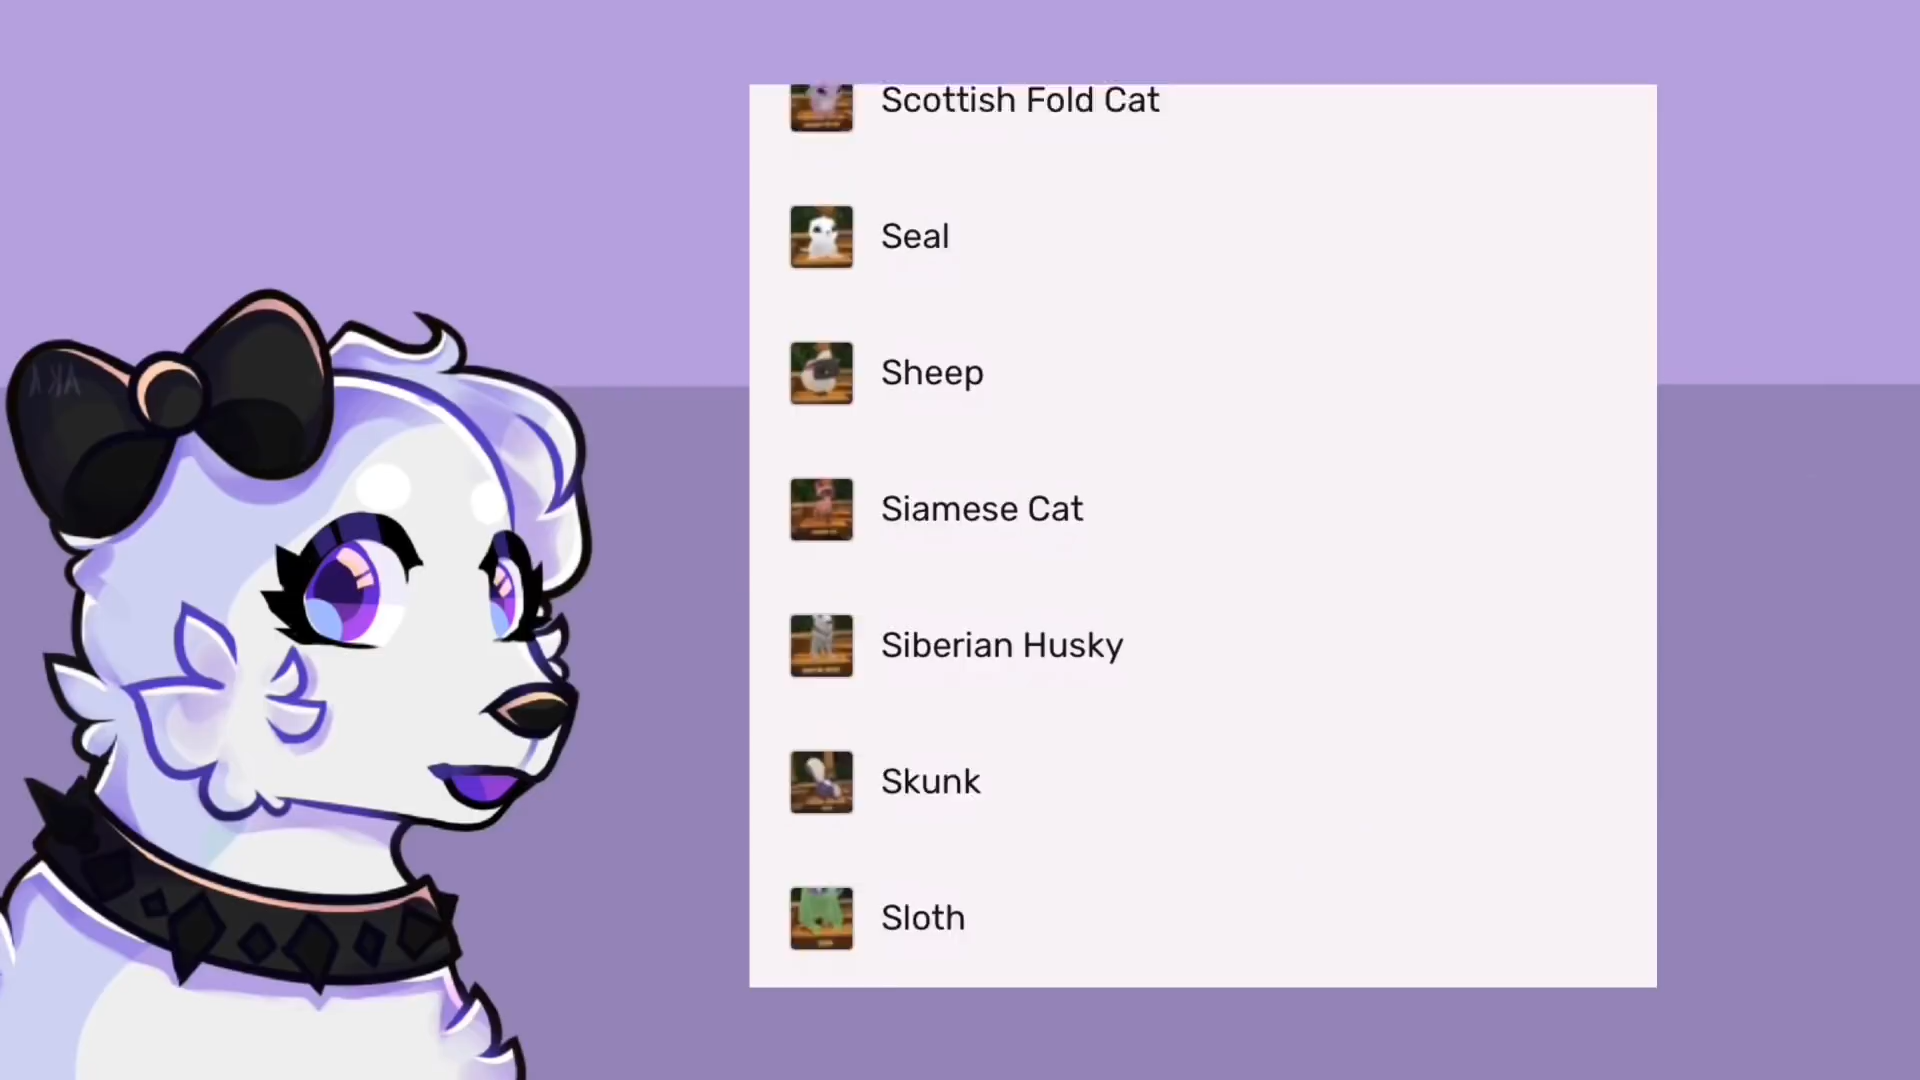 Scottish Fold Cat
Seal
Sheep
Siamese Cat
Siberian Husky
Skunk
Sloth